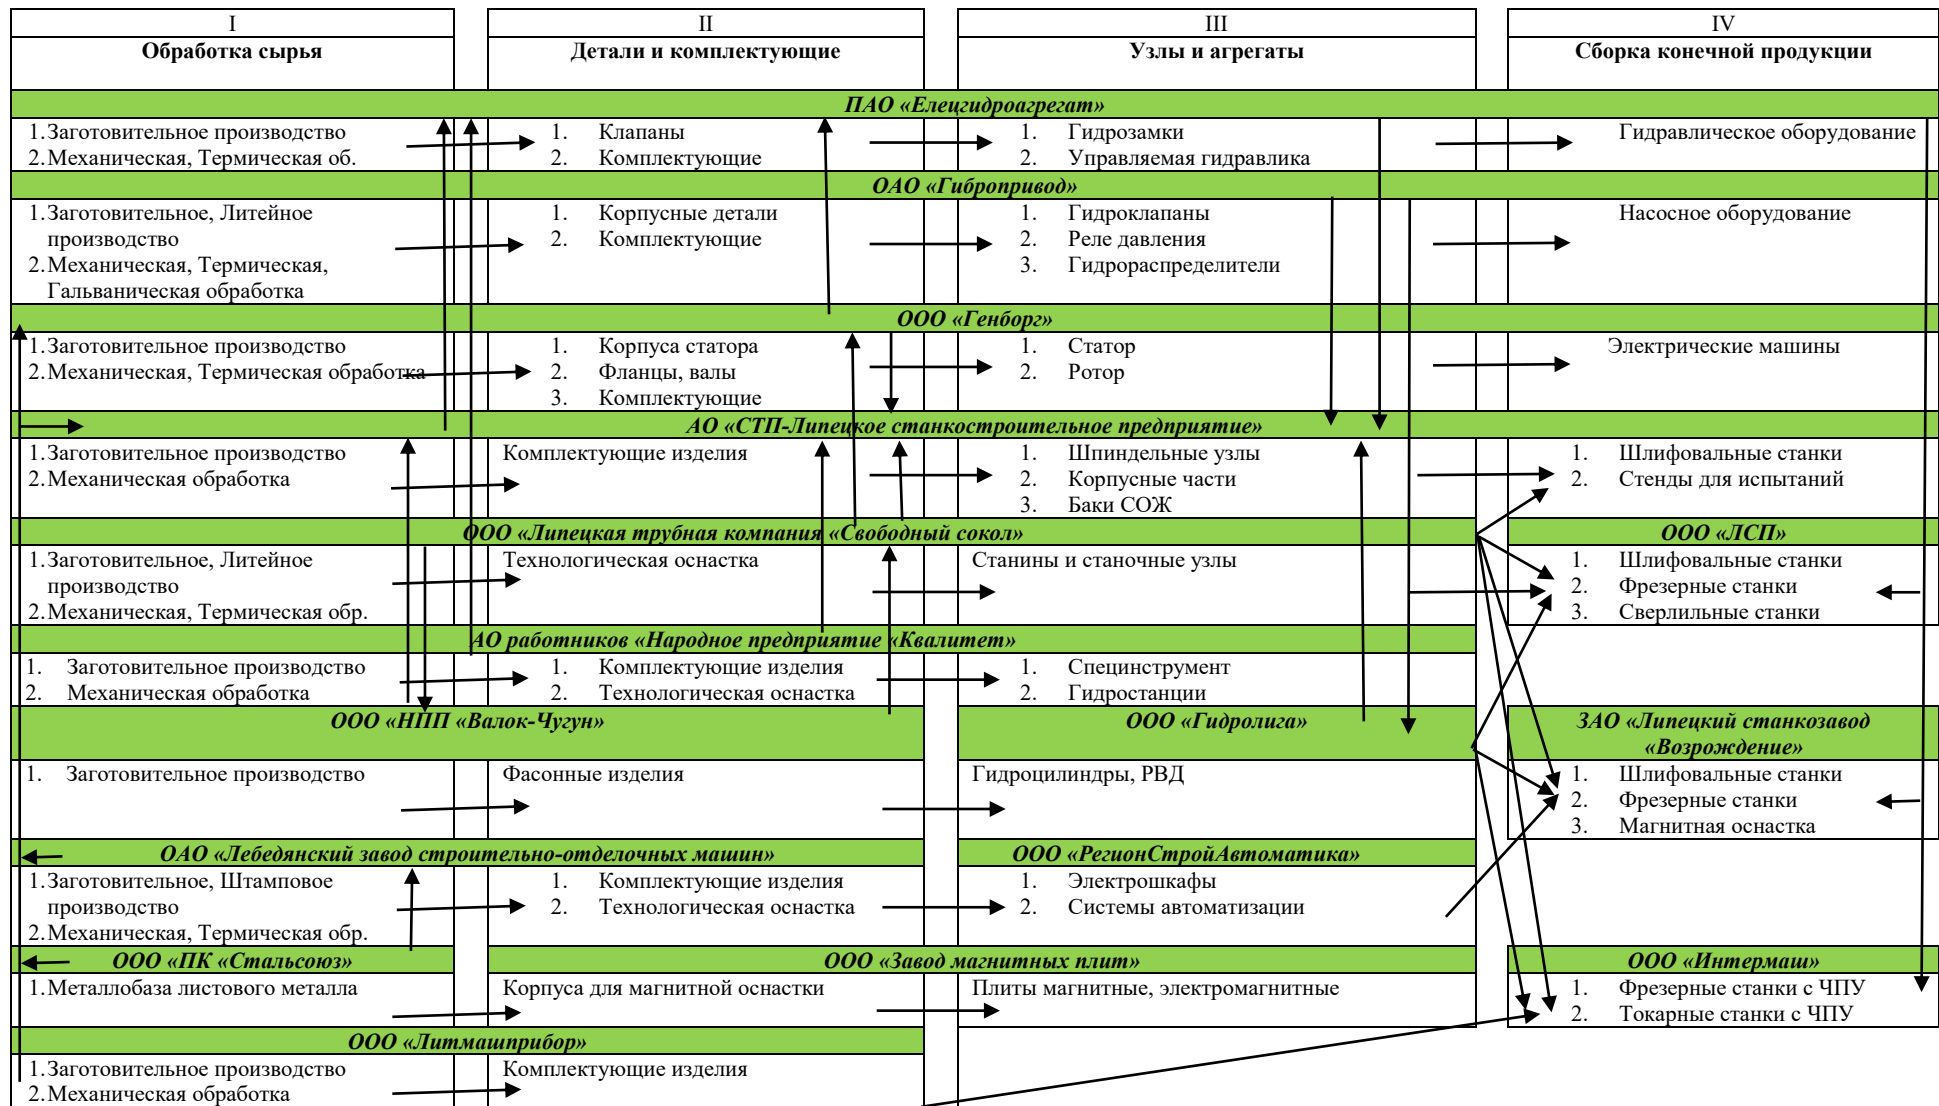 I II III IV
Обработка сырья Детали и комплектующие Узлы и агрегаты Сборка конечной продукции
ПАО «Елецгидроагрегат»
1.Заготовительное производство 1. Клапаны 1. Гидрозамки Гидравлическое оборудование
2.Механическая, Термическая об. 2. Комплектующие 2. Управляемая гидравлика
ОАО «Гибропривод»
1.Заготовительное, Литейное 1. Корпусные детали 1. Гидроклапаны Насосное оборудование
производство 2. Комплектующие 2. Реле давления
2.Механическая, Термическая, 3. Гидрораспределители
Гальваническая обработка
ООО «Генборг»
1.Заготовительное производство 1. Корпуса статора 1. Статор Электрические машины
2.Механическая, Термическая обработка 2. Фланцы, валы 2. Ротор
3. Комплектующие
АО «СТП-Липецкое станкостроительное предприятие»
1.Заготовительное производство Комплектующие изделия 1. Шпиндельные узлы 1. Шлифовальные станки
2.Механическая обработка 2. Корпусные части 2. Стенды для испытаний
3. Баки СОЖ
ООО «Липецкая трубная компания «Свободный сокол» ООО «ЛСП»
1.Заготовительное, Литейное Технологическая оснастка Станины и станочные узлы 1. Шлифовальные станки
производство 2. Фрезерные станки
2.Механическая, Термическая обр. 3. Сверлильные станки
АО работников «Народное предприятие «Квалитет»
1. Заготовительное производство 1. Комплектующие изделия 1. Специнструмент
2. Механическая обработка 2. Технологическая оснастка 2. Гидростанции
ООО «НПП «Валок-Чугун» ООО «Гидролига» ЗАО «Липецкий станкозавод
«Возрождение»
1. Заготовительное производство Фасонные изделия Гидроцилиндры, РВД 1. Шлифовальные станки
2. Фрезерные станки
3. Магнитная оснастка
ОАО «Лебедянский завод строительно-отделочных машин» ООО «РегионСтройАвтоматика»
1.Заготовительное, Штамповое 1. Комплектующие изделия 1. Электрошкафы
производство 2. Технологическая оснастка 2. Системы автоматизации
2.Механическая, Термическая обр.
ООО «ПК «Стальсоюз» ООО «Завод магнитных плит» ООО «Интермаш»
1.Металлобаза листового металла Корпуса для магнитной оснастки Плиты магнитные, электромагнитные 1. Фрезерные станки с ЧПУ
2. Токарные станки с ЧПУ
ООО «Литмашприбор»
1.Заготовительное производство Комплектующие изделия
2.Механическая обработка